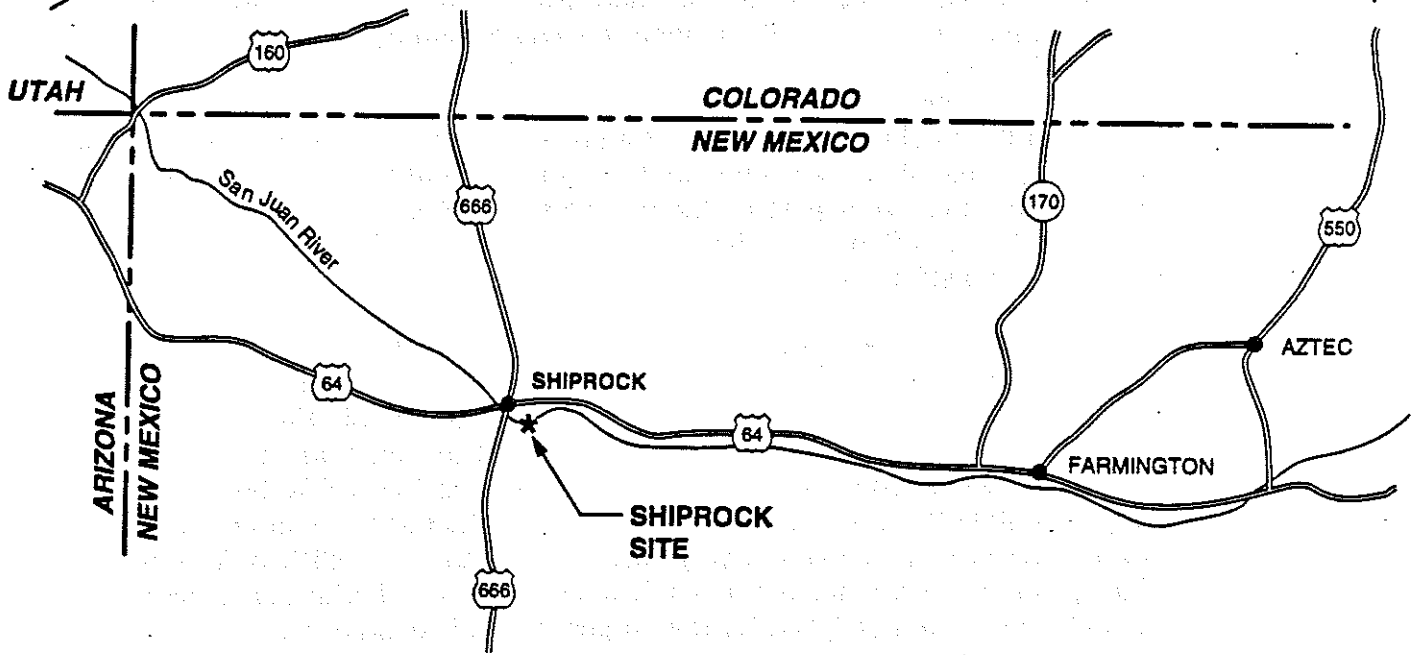 160
UTAH
COLORADO
NEW MEXICO
San Juan River
666
170
550
AZTEC
SHIPROCK
64
64
ARIZONA
NEW MEXICO
FARMINGTON
SHIPROCK
SITE
666